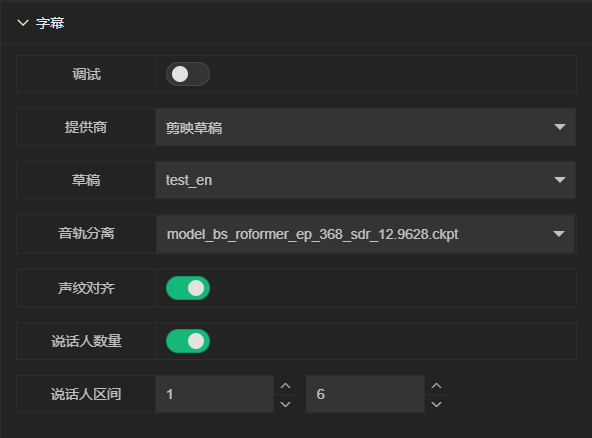 字幕
调试
提供商 剪映草稿
草稿 test_en
音轨分离 model_bs_roformer_ep_368_sdr_12.9628.ckpt
声纹对齐
说话人数量
说话人区间 1 6